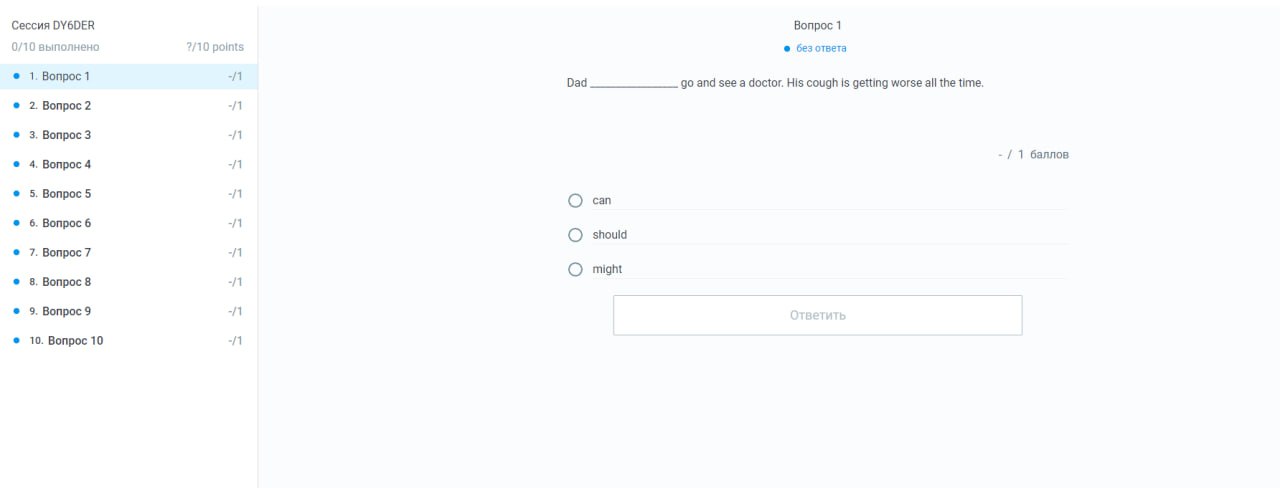 Сессия DY6DER
0/10 выполнено ?/10 points
1. Вопрос 1 -/1
2. Вопрос 2 -/1
3. Вопрос 3 -/1
4. Вопрос 4 -/1
5. Вопрос 5 -/1
6. Вопрос 6 -/1
7. Вопрос 7 -/1
8. Вопрос 8 -/1
9. Вопрос 9 -/1
10. Вопрос 10 -/1
Вопрос 1
без ответа
Dad ________________ go and see a doctor. His cough is getting worse all the time.
- / 1 баллов
can
should
might
Ответить